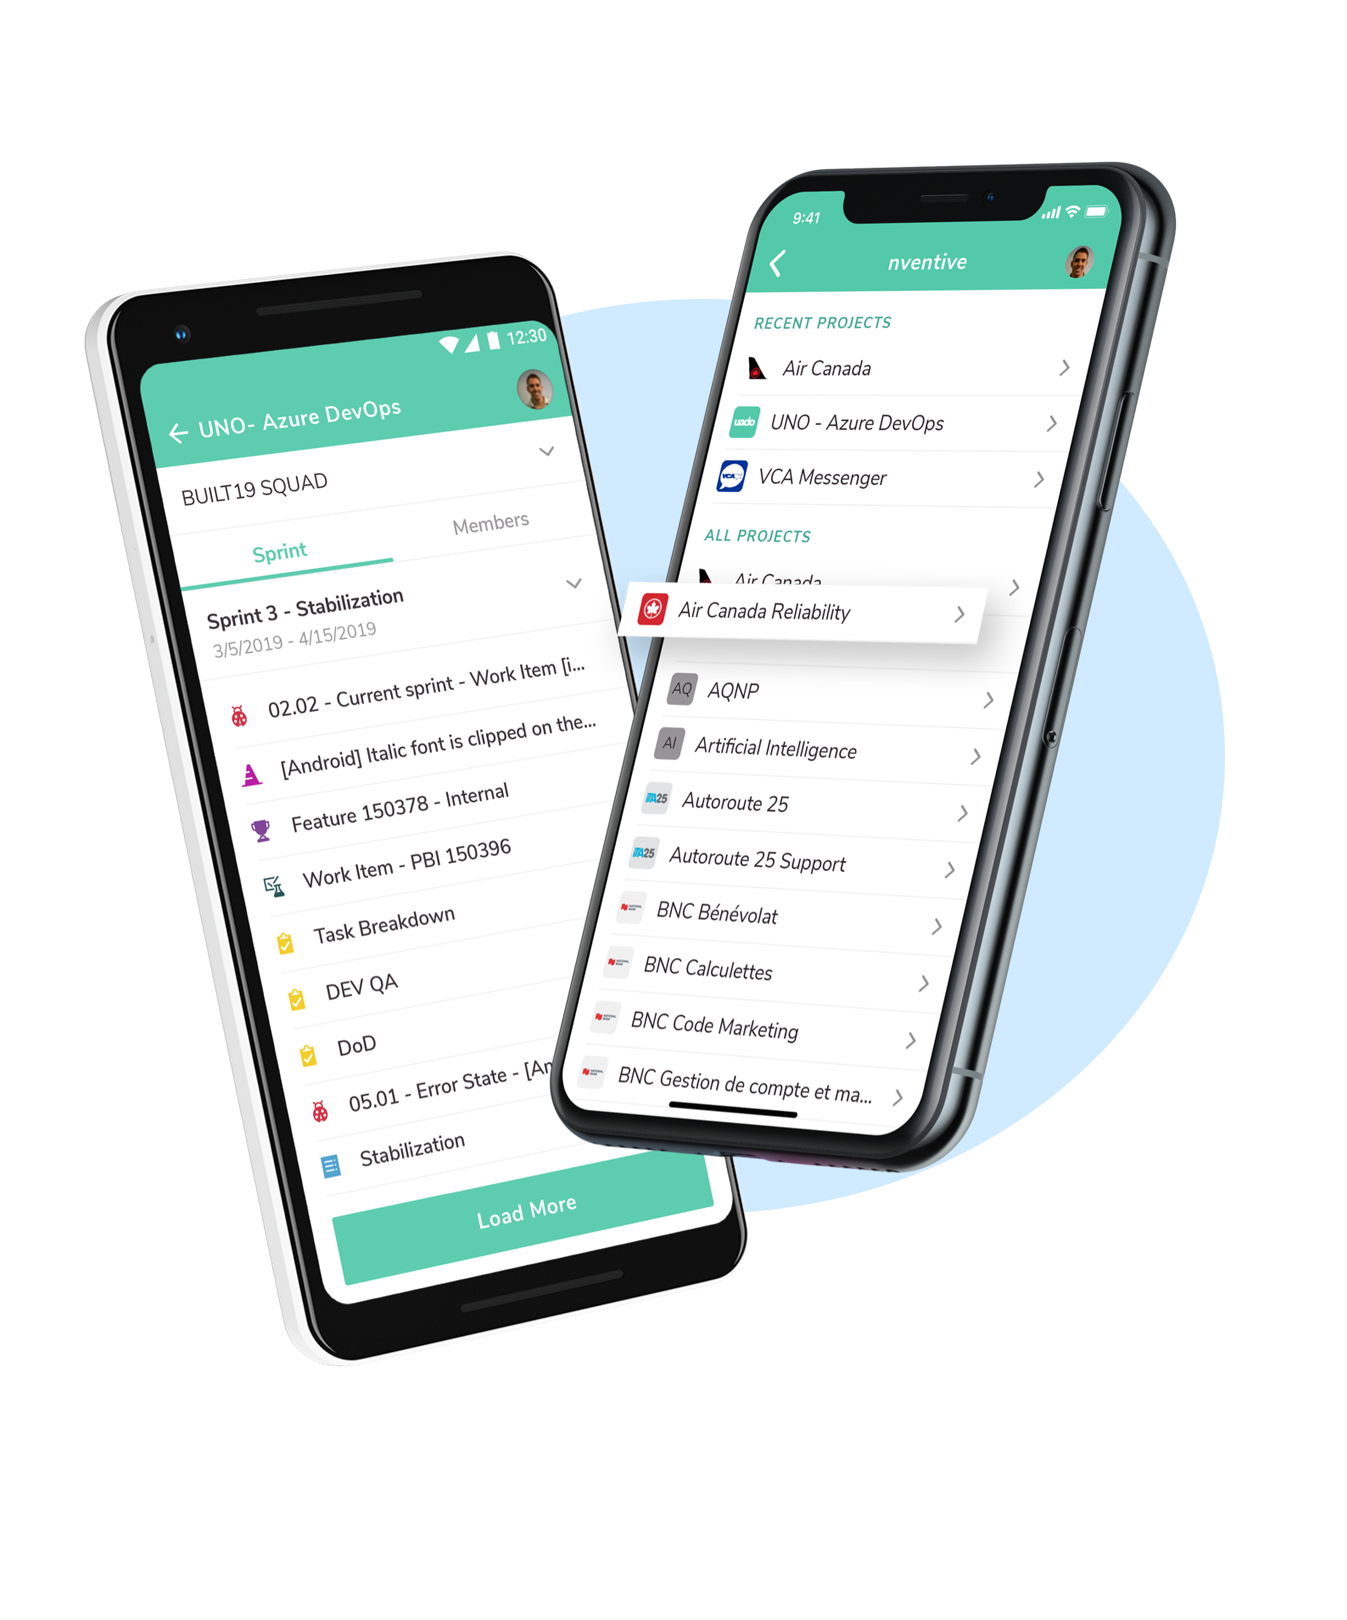 12:30
UNO- Azure DevOps
BUILT19 SQUAD
Sprint
Members
Sprint 3 - Stabilization
3/5/2019 - 4/15/2019
02.02 - Current sprint - Work Item [i...
[Android] Italic font is clipped on the...
Feature 150378 - Internal
Work Item - PBI 150396
Task Breakdown
DEV QA
DoD
05.01 - Error State - [An
Stabilization
Load More
9:41
nventive
RECENT PROJECTS
Air Canada
uado UNO - Azure DevOps
VCA VCA Messenger
ALL PROJECTS
Air Canada
Air Canada Reliability
AQ AQNP
AI Artificial Intelligence
A25 Autoroute 25
A25 Autoroute 25 Support
BNC Bénévolat
BNC Calculettes
BNC Code Marketing
BNC Gestion de compte et ma...